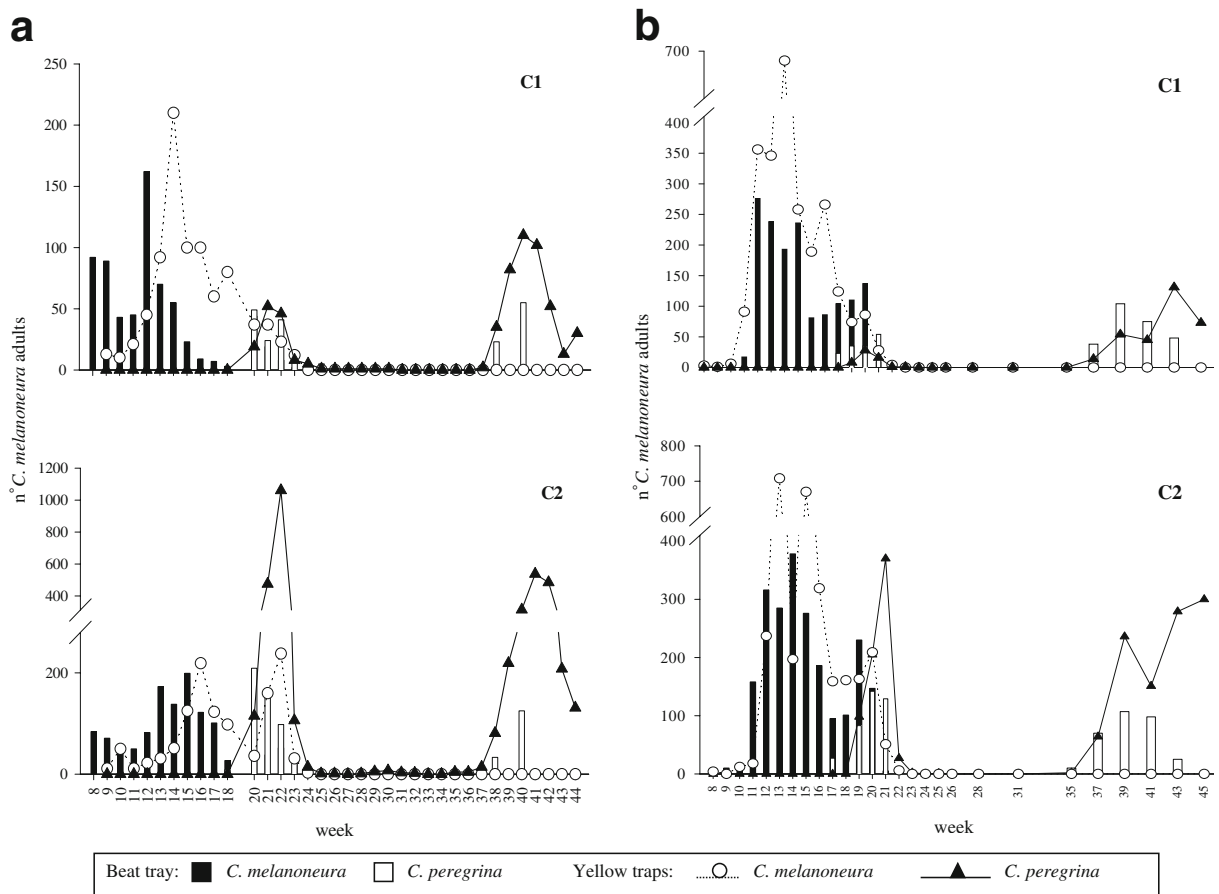 a
b
250
200
150
100
50
0
C1
700
400
350
300
250
200
150
100
50
0
C1
n° C. melanoneura adults
n° C. melanoneura adults
1200
1000
800
600
400
200
0
C2
800
700
600
400
300
200
100
0
C2
8 9 10 11 12 13 14 15 16 17 18 20 21 22 23 24 25 26 27 28 29 30 31 32 33 34 35 36 37 38 39 40 41 42 43 44
8 9 10 11 12 13 14 15 16 17 18 19 20 21 22 23 24 25 26 28 31 35 37 39 41 43 45
week
week
Beat tray: C. melanoneura C. peregrina Yellow traps: C. melanoneura C. peregrina